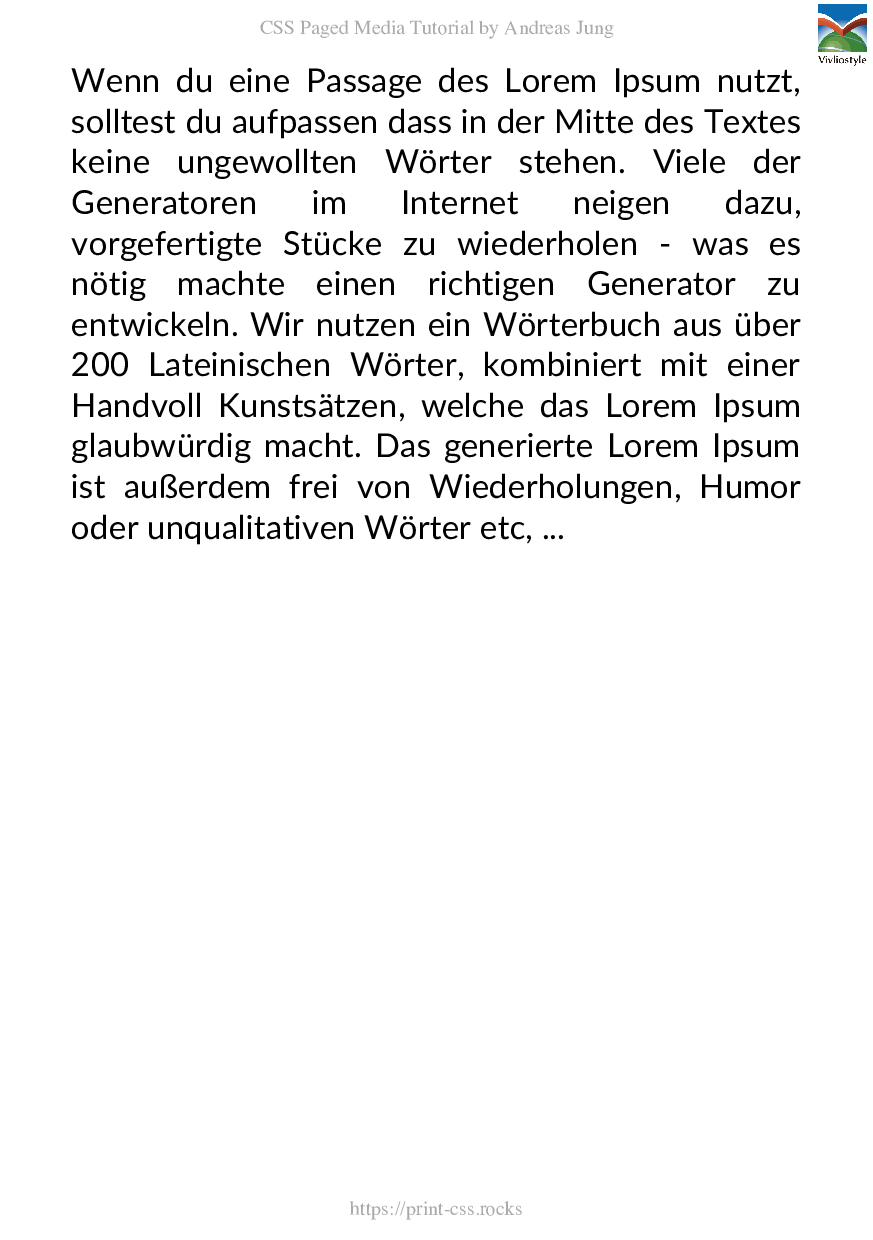 CSS Paged Media Tutorial by Andreas Jung
Vivliostyle
Wenn du eine Passage des Lorem Ipsum nutzt,
solltest du aufpassen dass in der Mitte des Textes
keine ungewollten Wörter stehen. Viele der
Generatoren im Internet neigen dazu,
vorgefertigte Stücke zu wiederholen - was es
nötig machte einen richtigen Generator zu
entwickeln. Wir nutzen ein Wörterbuch aus über
200 Lateinischen Wörter, kombiniert mit einer
Handvoll Kunstsätzen, welche das Lorem Ipsum
glaubwürdig macht. Das generierte Lorem Ipsum
ist außerdem frei von Wiederholungen, Humor
oder unqualitativen Wörter etc, ...
https://print-css.rocks